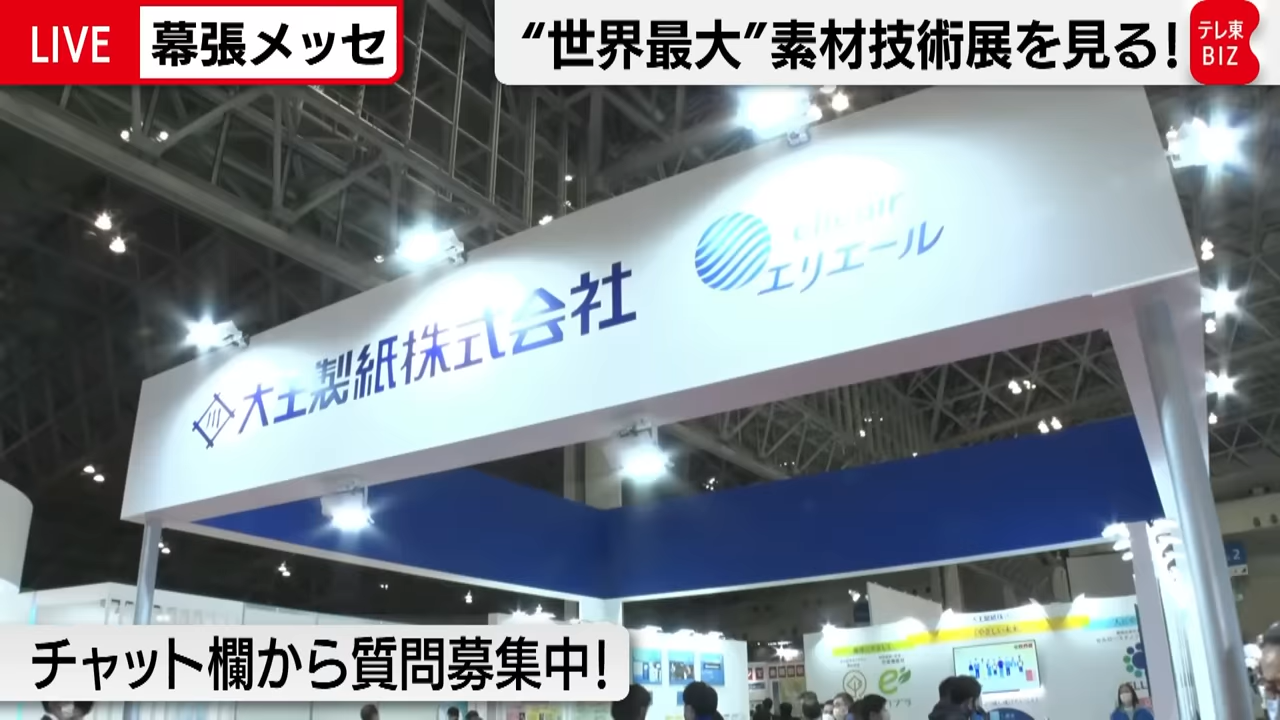 LIVE
幕張メッセ
“世界最大”素材技術展を見る!
テレ東
BIZ
elleair
エリエール
大王製紙株式会社
チャット欄から質問募集中!